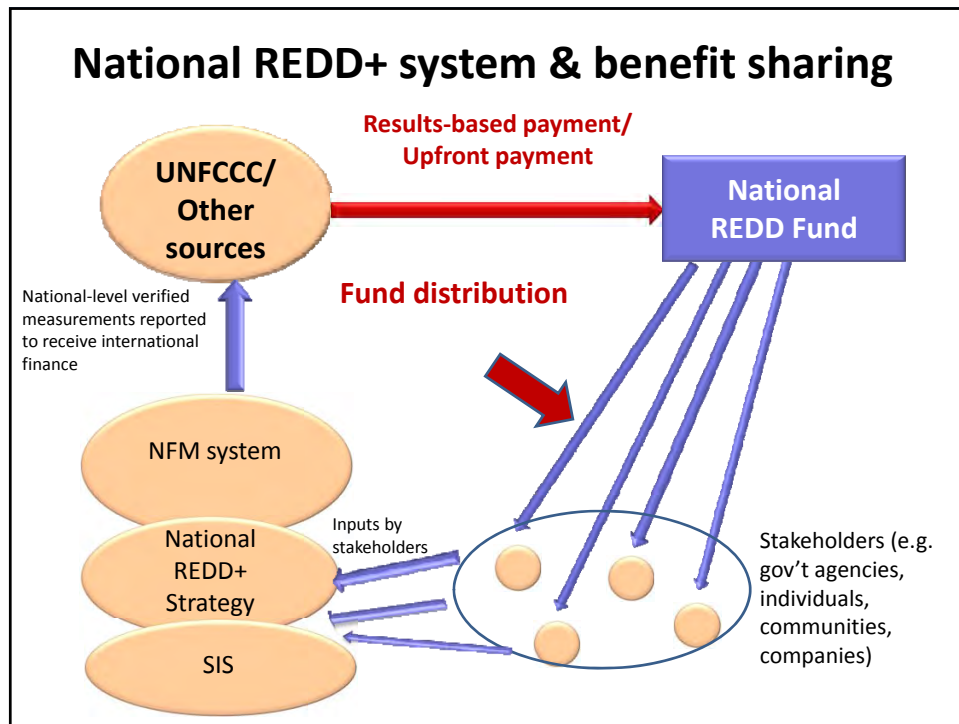 National REDD+ system & benefit sharing
Results-based payment/
Upfront payment
UNFCCC/
Other
sources
National
REDD Fund
National-level verified
measurements reported
to receive international
finance
Fund distribution
NFM system
Inputs by
stakeholders
National
REDD+
Strategy
SIS
Stakeholders (e.g.
gov't agencies,
individuals,
communities,
companies)